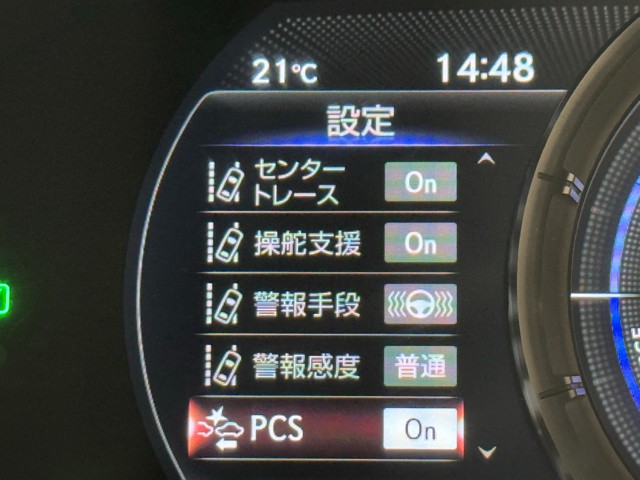 21℃
14:48
設定
センター
トレース
On
操舵支援 On
警報手段
警報感度 普通
PCS On